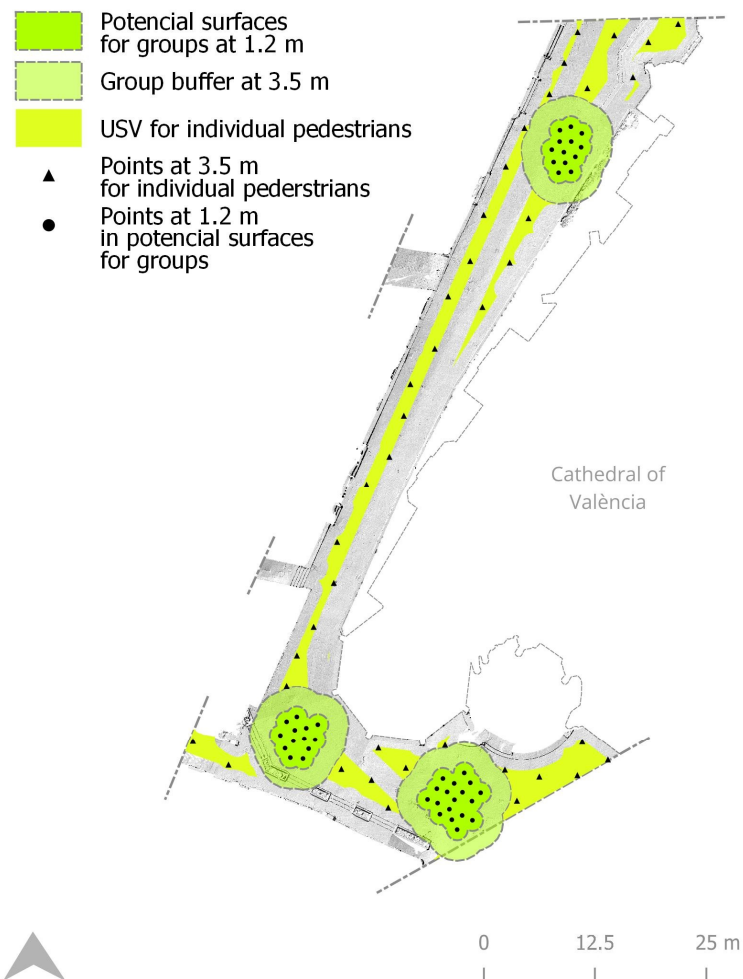 Potencial surfaces
for groups at 1.2 m
Group buffer at 3.5 m
USV for individual pedestrians
Points at 3.5 m
for individual pederstrians
Points at 1.2 m
in potencial surfaces
for groups
Cathedral of
València
0 12.5 25 m